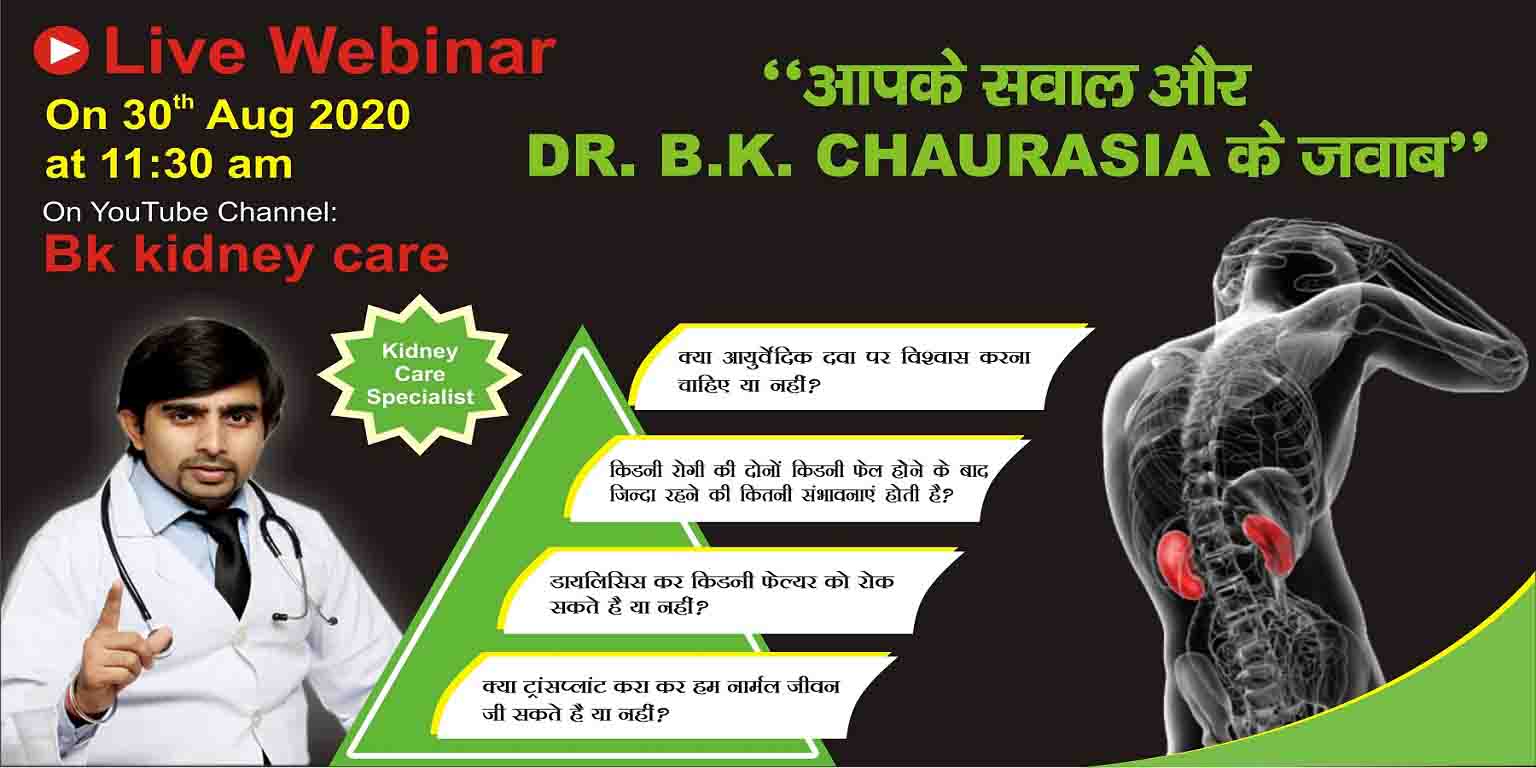 Live Webinar
On 30th Aug 2020
at 11:30 am
On YouTube Channel:
Bk kidney care
“आपके सवाल और
DR. B.K. CHAURASIA के जवाब”
Kidney
Care
Specialist
क्या आयुर्वेदिक दवा पर विश्वास करना
चाहिए या नहीं?
किडनी रोगी की दोनों किडनी फेल होने के बाद
जिन्दा रहने की कितनी संभावनाएं होती है?
डायलिसिस कर किडनी फेल्यर को रोक
सकते है या नहीं?
क्या ट्रांसप्लांट करा कर हम नार्मल जीवन
जी सकते है या नहीं?